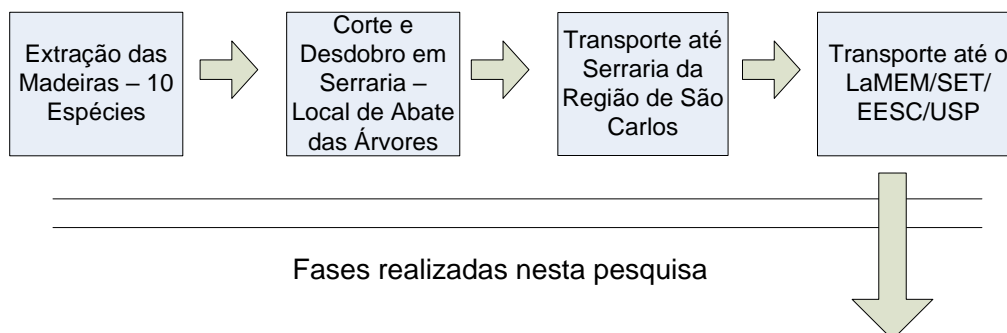 Extração das
Madeiras – 10
Espécies
Corte e
Desdobro em
Serraria –
Local de Abate
das Árvores
Transporte até
Serraria da
Região de São
Carlos
Transporte até o
LaMEM/SET/
EESC/USP
Fases realizadas nesta pesquisa